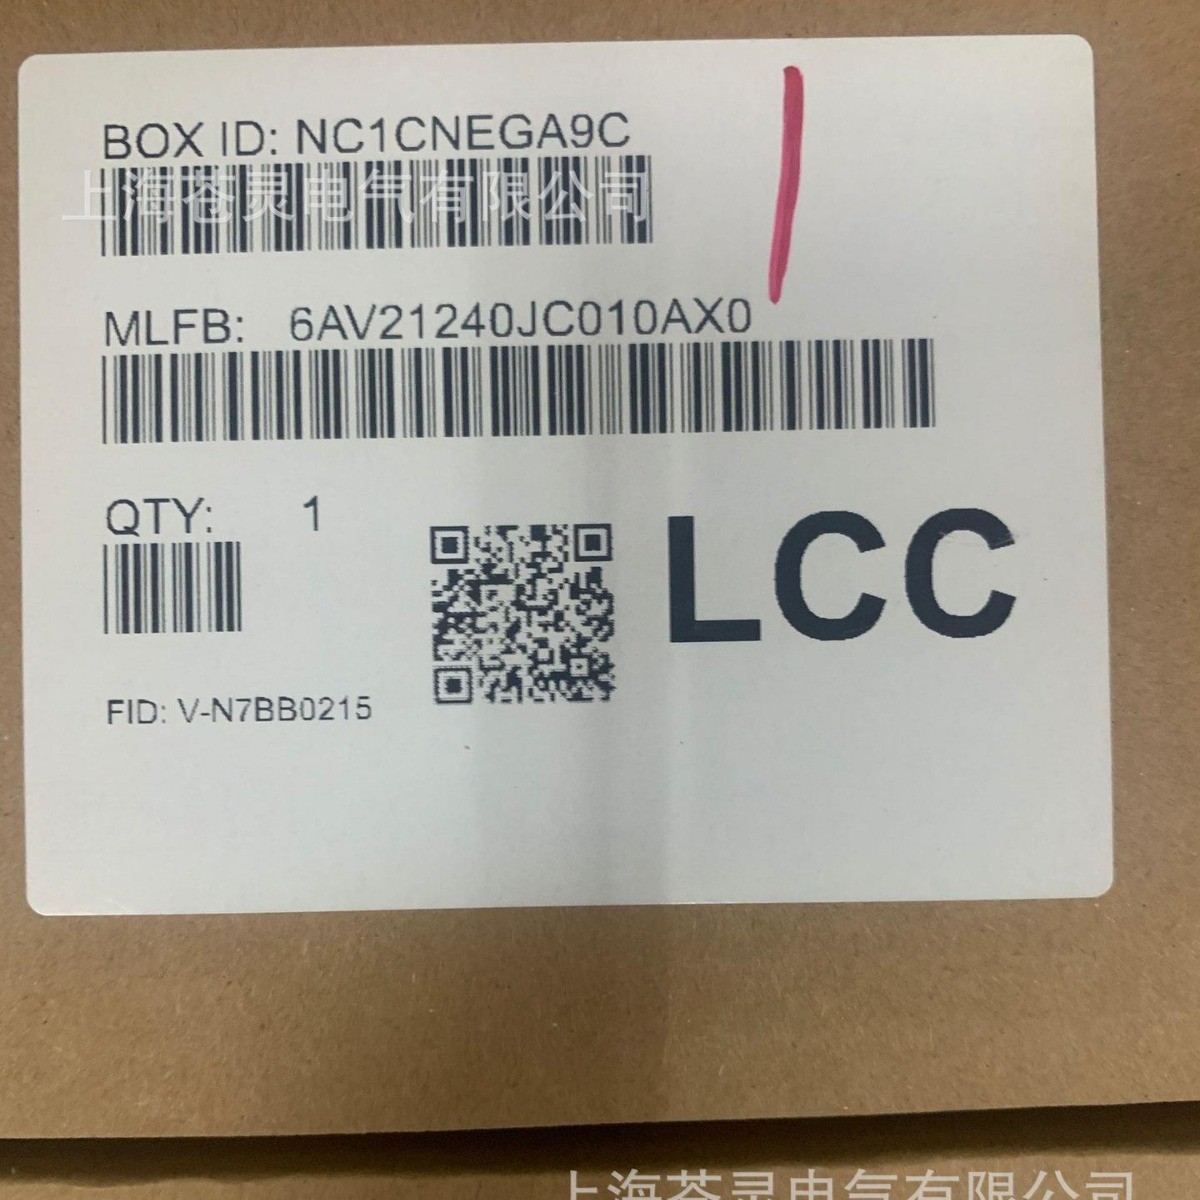 BOX ID: NC1CNEGA9C
上海苍灵电气有限公司
MLFB: 6AV21240JC010AX0
QTY: 1
LCC
FID: V-N7BB0215
上海苍灵电气有限公司